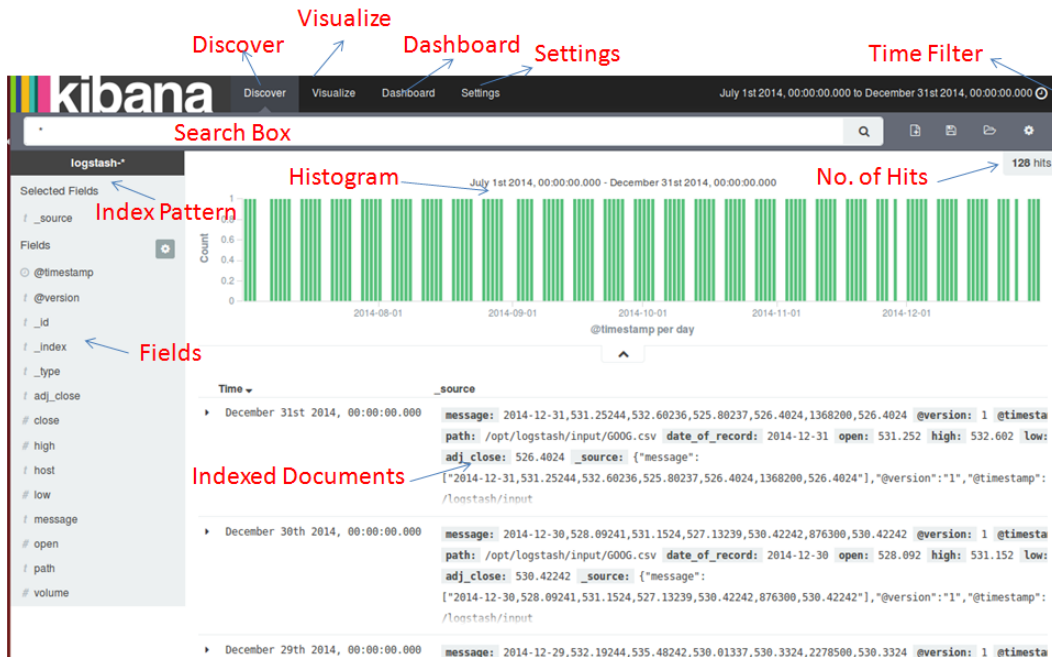 Visualize
Discover
Dashboard
Settings
Time Filter
kibana
Discover Visualize Dashboard Settings July 1st 2014, 00:00:00.000 to December 31st 2014, 00:00:00.000
* Search Box
logstash-*
128 hits
Selected Fields
Histogram
July 1st 2014, 00:00:00.000 - December 31st 2014, 00:00:00.000
No. of Hits
Index Pattern
t _source
Fields
@timestamp
t @version
t _id
t _index
t _type
t adj_close
# close
# high
t host
# low
t message
# open
t path
# volume
Fields
Count
1
0.8
0.6
0.4
0.2
0
2014-08-01 2014-09-01 2014-10-01 2014-11-01 2014-12-01
@timestamp per day
Time _source
December 31st 2014, 00:00:00.000 message: 2014-12-31,531.25244,532.60236,525.80237,526.4024,1368200,526.4024 @version: 1 @timesta
path: /opt/logstash/input/GOOG.csv date_of_record: 2014-12-31 open: 531.252 high: 532.602 low:
adj_close: 526.4024 _source: {"message":
Indexed Documents
["2014-12-31,531.25244,532.60236,525.80237,526.4024,1368200,526.4024"],"@version":"1","@timestamp":
/logstash/input
December 30th 2014, 00:00:00.000 message: 2014-12-30,528.09241,531.1524,527.13239,530.42242,876300,530.42242 @version: 1 @timesta
path: /opt/logstash/input/GOOG.csv date_of_record: 2014-12-30 open: 528.092 high: 531.152 low:
adj_close: 530.42242 _source: {"message":
["2014-12-30,528.09241,531.1524,527.13239,530.42242,876300,530.42242"],"@version":"1","@timestamp":
/logstash/input
December 29th 2014, 00:00:00.000 message: 2014-12-29,532.19244,535.48242,530.01337,530.3324,2278500,530.3324 @version: 1 @timesta